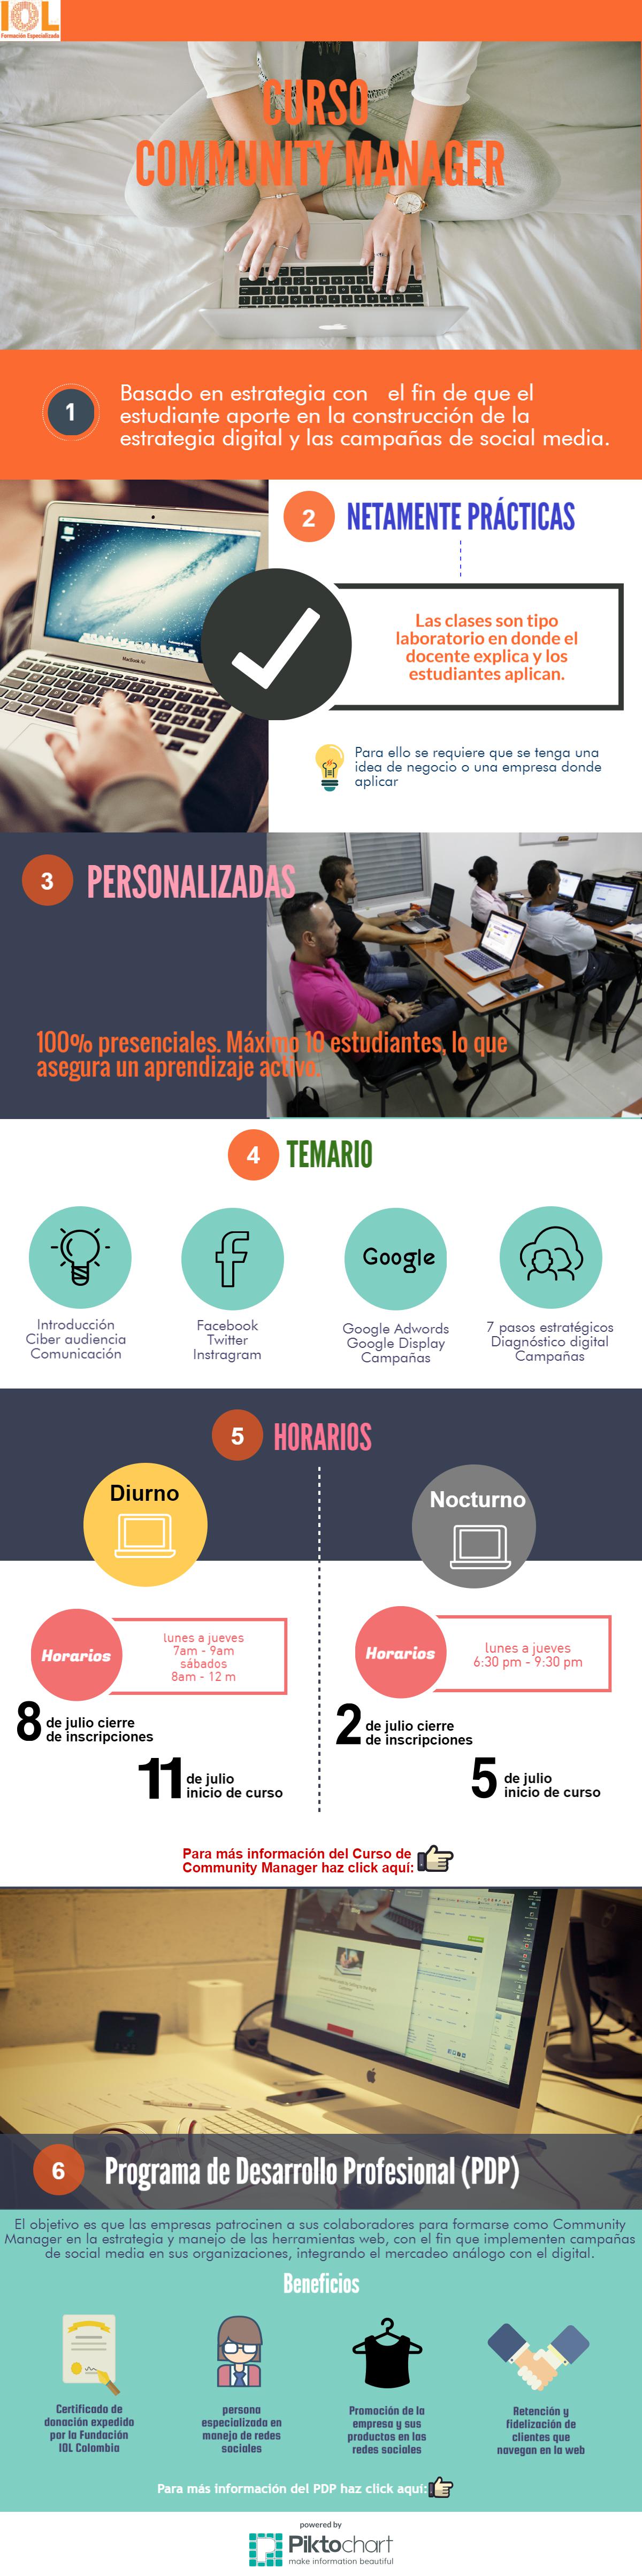 IOL
Formación Especializada
CURSO
COMMUNITY MANAGER
1
Basado en estrategia con el fin de que el
estudiante aporte en la construcción de la
estrategia digital y las campañas de social media.
2
NETAMENTE PRÁCTICAS
MacBook Air
Las clases son tipo
laboratorio en donde el
docente explica y los
estudiantes aplican.
Para ello se requiere que se tenga una
idea de negocio o una empresa donde
aplicar
3
PERSONALIZADAS
100% presenciales. Máximo 10 estudiantes, lo que
asegura un aprendizaje activo.
4
TEMARIO
Google
Introducción
Ciber audiencia
Comunicación
Facebook
Twitter
Instragram
Google Adwords
Google Display
Campañas
7 pasos estratégicos
Diagnóstico digital
Campañas
5
HORARIOS
Diurno
Horarios
lunes a jueves
7am - 9am
sábados
8am - 12 m
8
de julio cierre
de inscripciones
11
de julio
inicio de curso
Nocturno
Horarios
lunes a jueves
6:30 pm - 9:30 pm
2
de julio cierre
de inscripciones
5
de julio
inicio de curso
Para más información del Curso de
Community Manager haz click aquí:
6
Programa de Desarrollo Profesional (PDP)
El objetivo es que las empresas patrocinen a sus colaboradores para formarse como Community
Manager en la estrategia y manejo de las herramientas web, con el fin que implementen campañas
de social media en sus organizaciones, integrando el mercadeo análogo con el digital.
Beneficios
Certificado de
donación expedido
por la Fundación
IOL Colombia
persona
especializada en
manejo de redes
sociales
Promoción de la
empresa y sus
productos en las
redes sociales
Retención y
fidelización de
clientes que
navegan en la web
Para más información del PDP haz click aquí:
powered by
Piktochart
make information beautiful